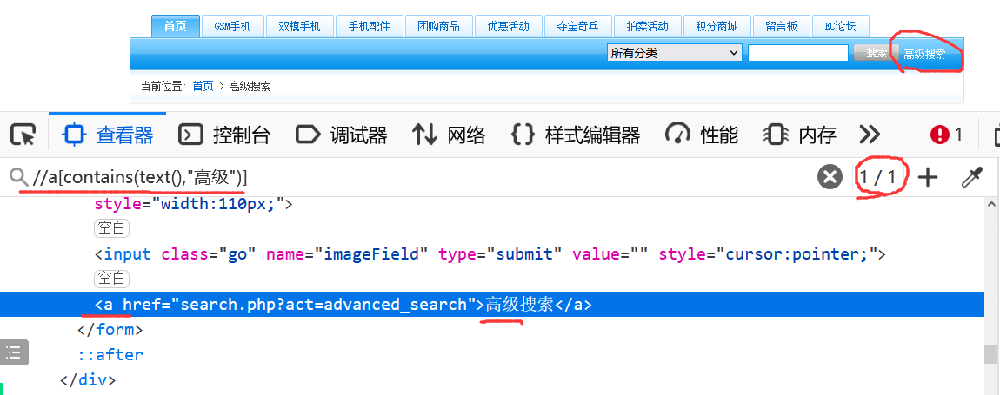 首页 GSM手机 双模手机 手机配件 团购商品 优惠活动 夺宝奇兵 拍卖活动 积分商城 留言板 EC论坛
所有分类 搜索 高级搜索
当前位置: 首页 > 高级搜索
查看器 控制台 调试器 网络 样式编辑器 性能 内存 1
//a[contains(text(),"高级")] 1 / 1
style="width:110px;">
空白
<input class="go" name="imageField" type="submit" value="" style="cursor:pointer;">
空白
<a href="search.php?act=advanced_search">高级搜索</a>
</form>
::after
</div>